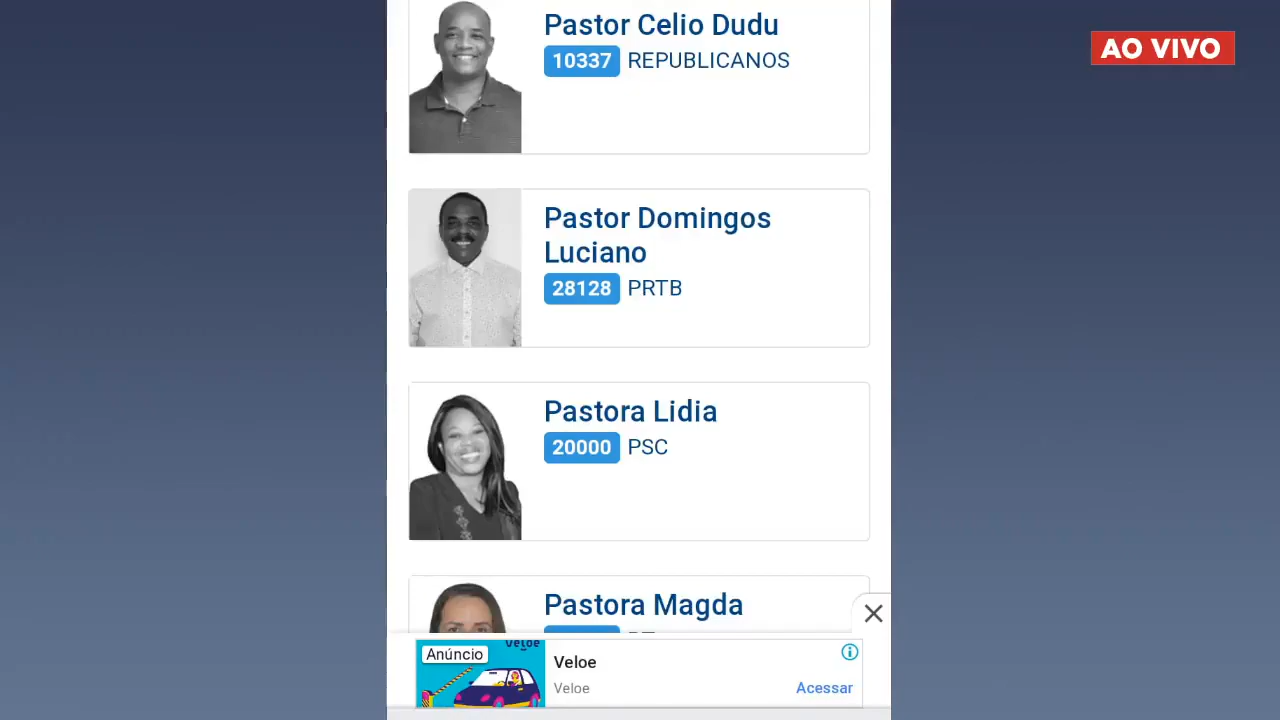 Pastor Celio Dudu
10337 REPUBLICANOS
AO VIVO
Pastor Domingos
Luciano
28128 PRTB
Pastora Lidia
20000 PSC
Pastora Magda
Anúncio
veloe
Veloe
Veloe
Acessar